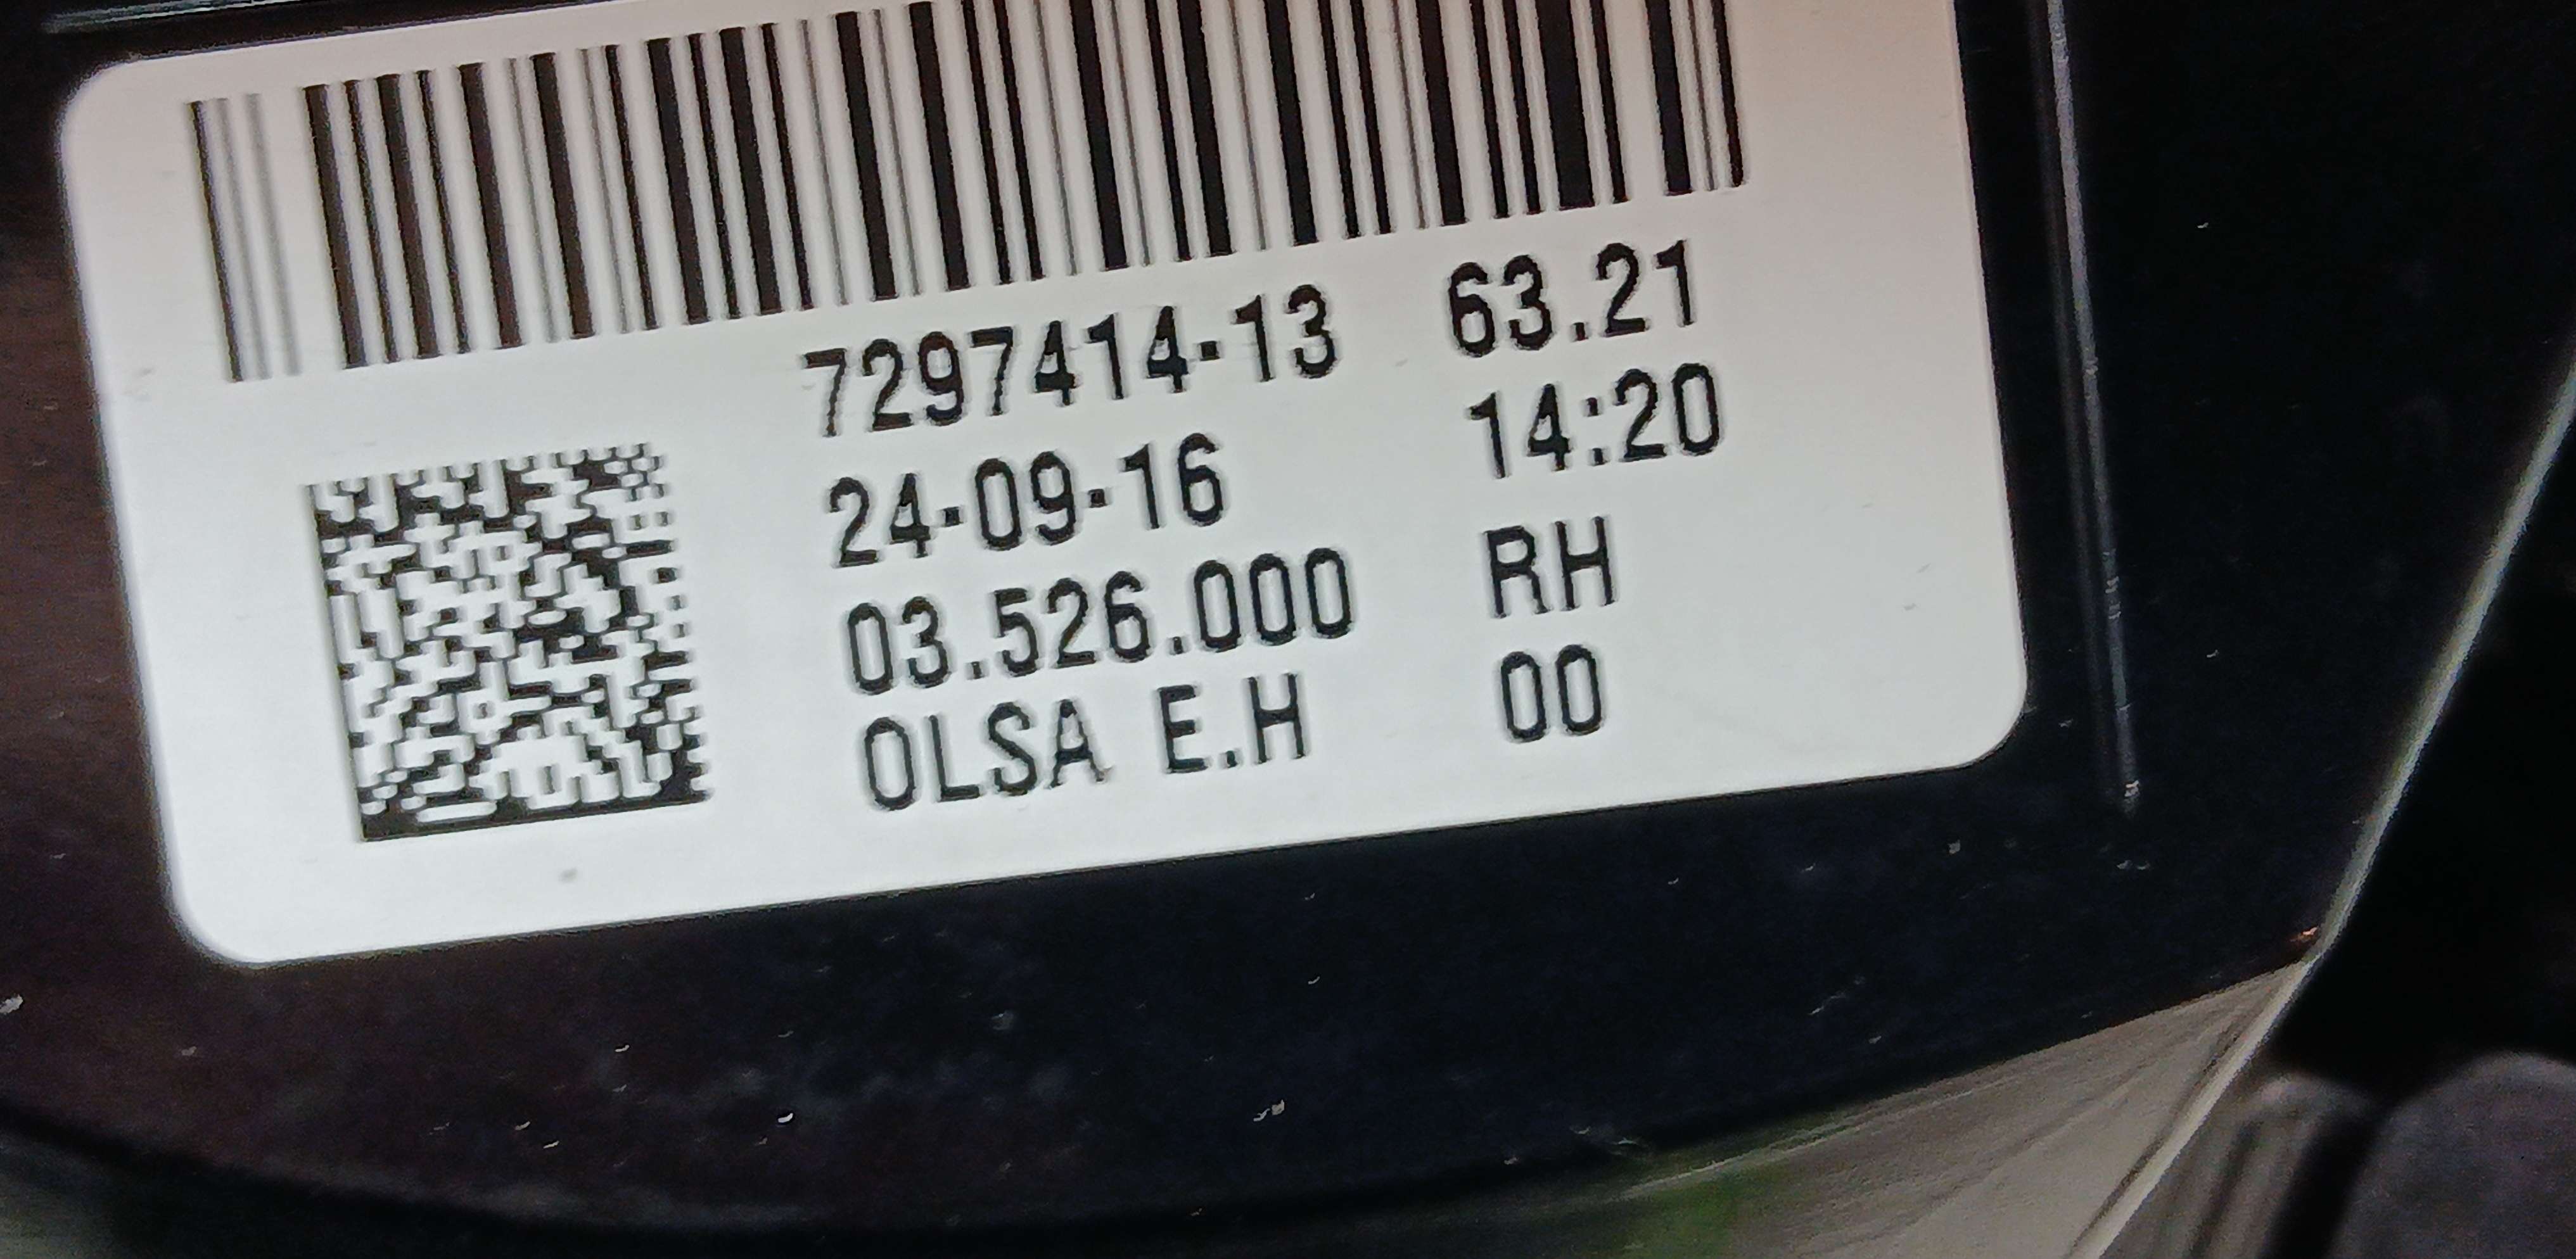 7297414-13 63.21
24-09-16 14:20
03.526.000 RH
OLSA E.H 00